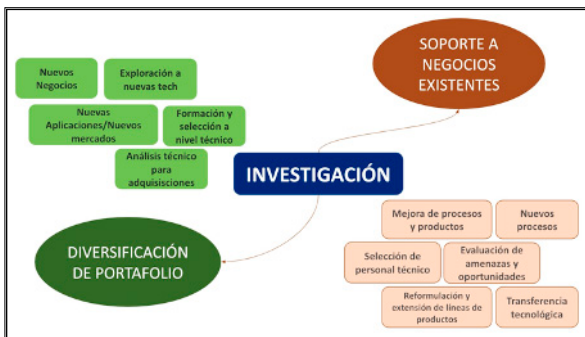 SOPORTE A
NEGOCIOS
EXISTENTES
Nuevos
Negocios
Exploración a
nuevas tech
Nuevas
Aplicaciones/Nuevos
mercados
Formación y
selección a
nivel técnico
Análisis técnico
para
adquisisciones
INVESTIGACIÓN
DIVERSIFICACIÓN
DE PORTAFOLIO
Mejora de procesos
y productos
Nuevos
procesos
Selección de
personal técnico
Evaluación de
amenazas y
oportunidades
Reformulación y
extensión de líneas de
productos
Transferencia
tecnológica